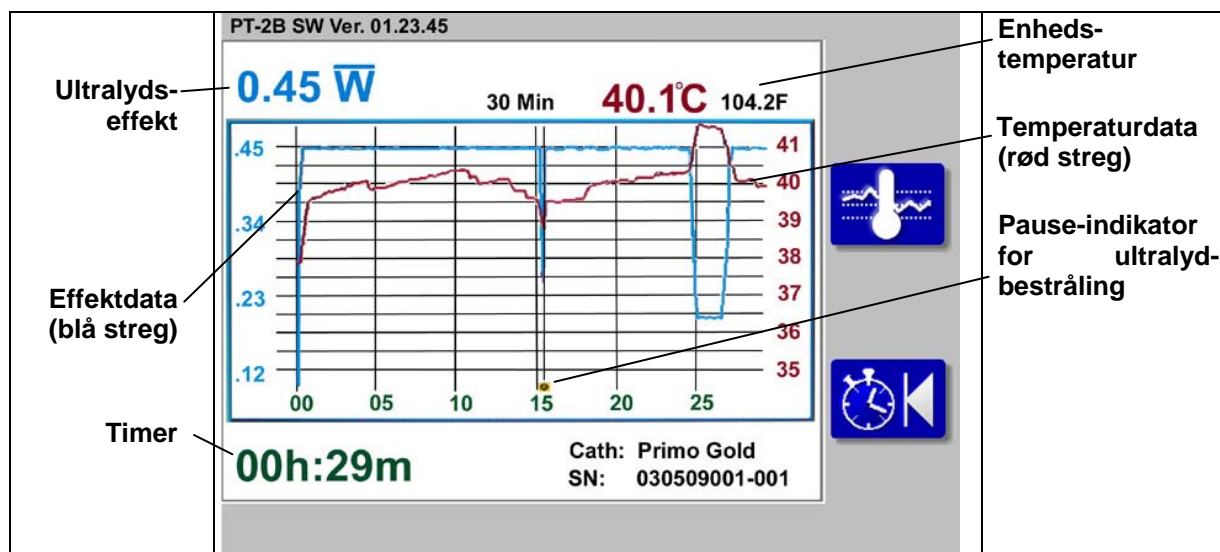 PT-2B SW Ver. 01.23.45
Ultralyds-
effekt
0.45 W
30 Min
40.1°C
104.2F
Enheds-
temperatur
Temperaturdata
(rød streg)
Pause-indikator
for ultralyd-
bestråling
.45
.34
.23
.12
41
40
39
38
37
36
35
Effektdata
(blå streg)
00 05 10 15 20 25
Timer
00h:29m
Cath: Primo Gold
SN: 030509001-001